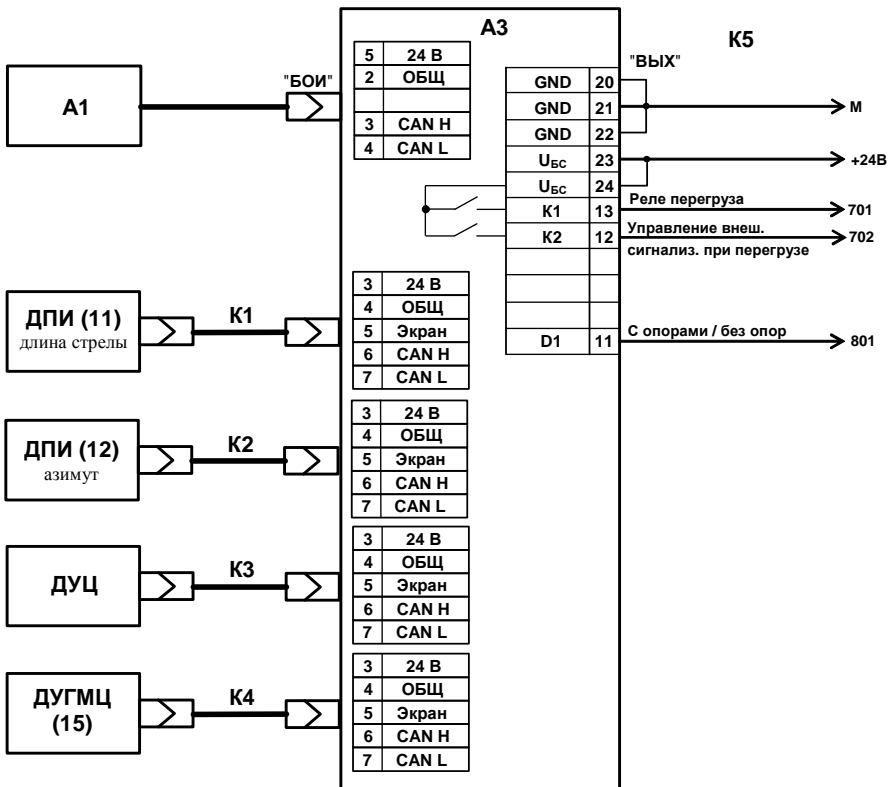 А3
К5
А1
"БОИ"
5 24 В
2 ОБЩ
3 CAN H
4 CAN L
"ВЫХ"
GND 20
GND 21
GND 22
UБС 23
UБС 24
К1 13
К2 12
D1 11
М
+24В
Реле перегруза
701
Управление внеш.
702
сигнализ. при перегрузе
С опорами / без опор
801
ДПИ (11)
длина стрелы
К1
3 24 В
4 ОБЩ
5 Экран
6 CAN H
7 CAN L
ДПИ (12)
азимут
К2
3 24 В
4 ОБЩ
5 Экран
6 CAN H
7 CAN L
ДУЦ
К3
3 24 В
4 ОБЩ
5 Экран
6 CAN H
7 CAN L
ДУГМЦ
(15)
К4
3 24 В
4 ОБЩ
5 Экран
6 CAN H
7 CAN L